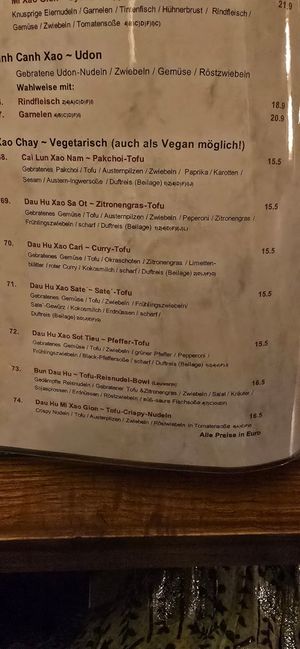 21.9
Knusprige Eiernudeln / Garnelen / Tintenfisch / Hühnerbrust / Rindfleisch /
Gemüse / Zwiebeln / Tomatensoße
nh Canh Xao ~ Udon
Gebratene Udon-Nudeln / Zwiebeln / Gemüse / Röstzwiebeln
Wahlweise mit:
Rindfleisch 18.9
7. Garnelen 20.9
Xao Chay ~ Vegetarisch (auch als Vegan möglich!)
68. Cai Lun Xao Nam ~ Pakchoi-Tofu 15.5
Gebratenes Pakchoi / Tofu / Austernpilzen / Zwiebeln / Paprika / Karotten /
Sesam / Austern-Ingwersoße / Duftreis (Beilage)
69. Dau Hu Xao Sa Ot ~ Zitronengras-Tofu 15.5
Gebratenes Gemüse / Tofu / Austernpilzen / Zwiebeln / Peperoni / Zitronengras /
Frühlingszwiebeln / scharf / Duftreis (Beilage)
70. Dau Hu Xao Cari ~ Curry-Tofu 15.5
Gebratenes Gemüse / Tofu / Okraschoten / Zwiebeln / Zitronengras / Limetten-
blätter / roter Curry / Kokosmilch / scharf / Duftreis (Beilage)
71. Dau Hu Xao Sate ~ Sate-Tofu 15.5
Gebratenes Gemüse / Tofu / Zwiebeln / Frühlingszwiebeln/
Sate-Gewürz / Kokosmilch / Erdnüssen / scharf /
Duftreis (Beilage)
72. Dau Hu Xao Sot Tieu ~ Pfeffer-Tofu 15.5
Gebratenes Gemüse / Tofu / Zwiebeln / grüner Pfeffer / Pepperoni /
Frühlingszwiebeln / Black-Pfeffersoße / scharf / Duftreis (Beilage)
73. Bun Dau Hu ~ Tofu-Reisnudel-Bowl (Lauwarm) 16.5
Gedämpfte Reisnudeln / Gebratener Tofu &Zitronengras / Zwiebeln / Salat / Kräuter /
Sojasprossen / Erdnüssen / Röstzwiebeln / süß-saure Fischsoße
74. Dau Hu Mi Xao Gion ~ Tofu-Crispy-Nudeln 16.5
Crispy Nudeln / Tofu / Austernpilzen / Zwiebeln / Röstzwiebeln in Tomatensoße
Alle Preise in Euro